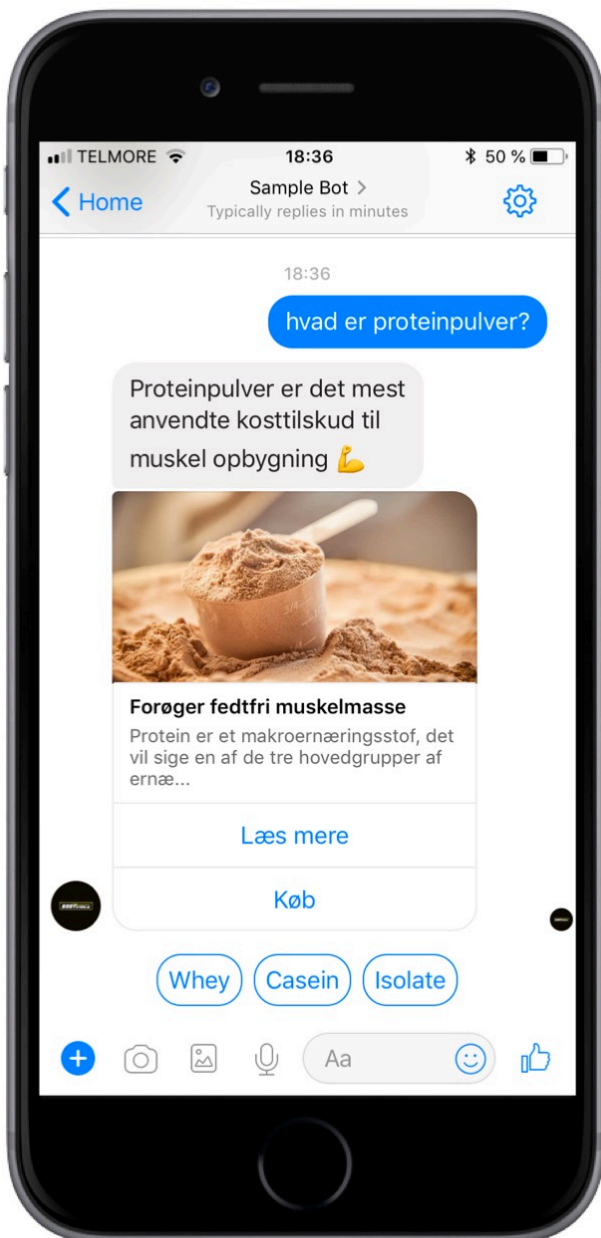 TELMORE 18:36 50 %
Home Sample Bot >
Typically replies in minutes
18:36
hvad er proteinpulver?
Proteinpulver er det mest
anvendte kosttilskud til
muskel opbygning 💪
Forøger fedtfri muskelmasse
Protein er et makroernæringsstof, det
vil sige en af de tre hovedgrupper af
ernæ...
Læs mere
Køb
Whey Casein Isolate
Aa